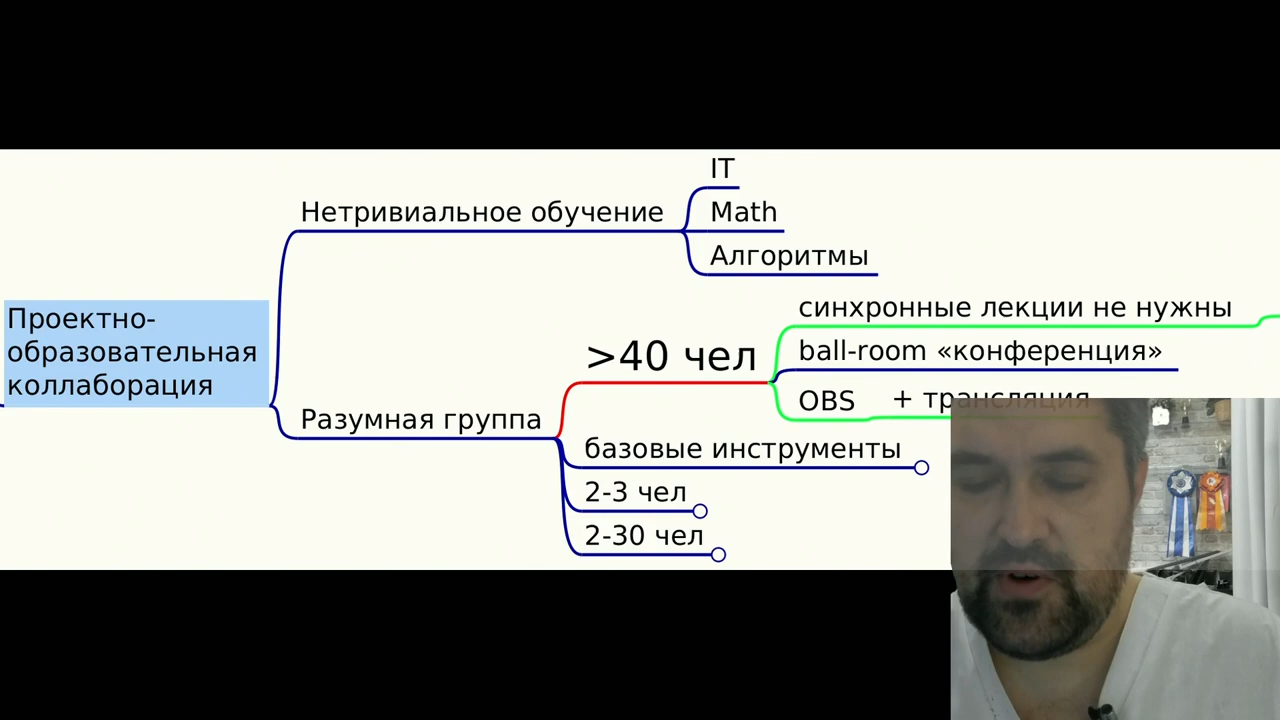 IT
Нетривиальное обучение
Math
Алгоритмы
Проектно-
образовательная
коллаборация
синхронные лекции не нужны
>40 чел
ball-room «конференция»
OBS + трансляция
Разумная группа
базовые инструменты
2-3 чел
2-30 чел